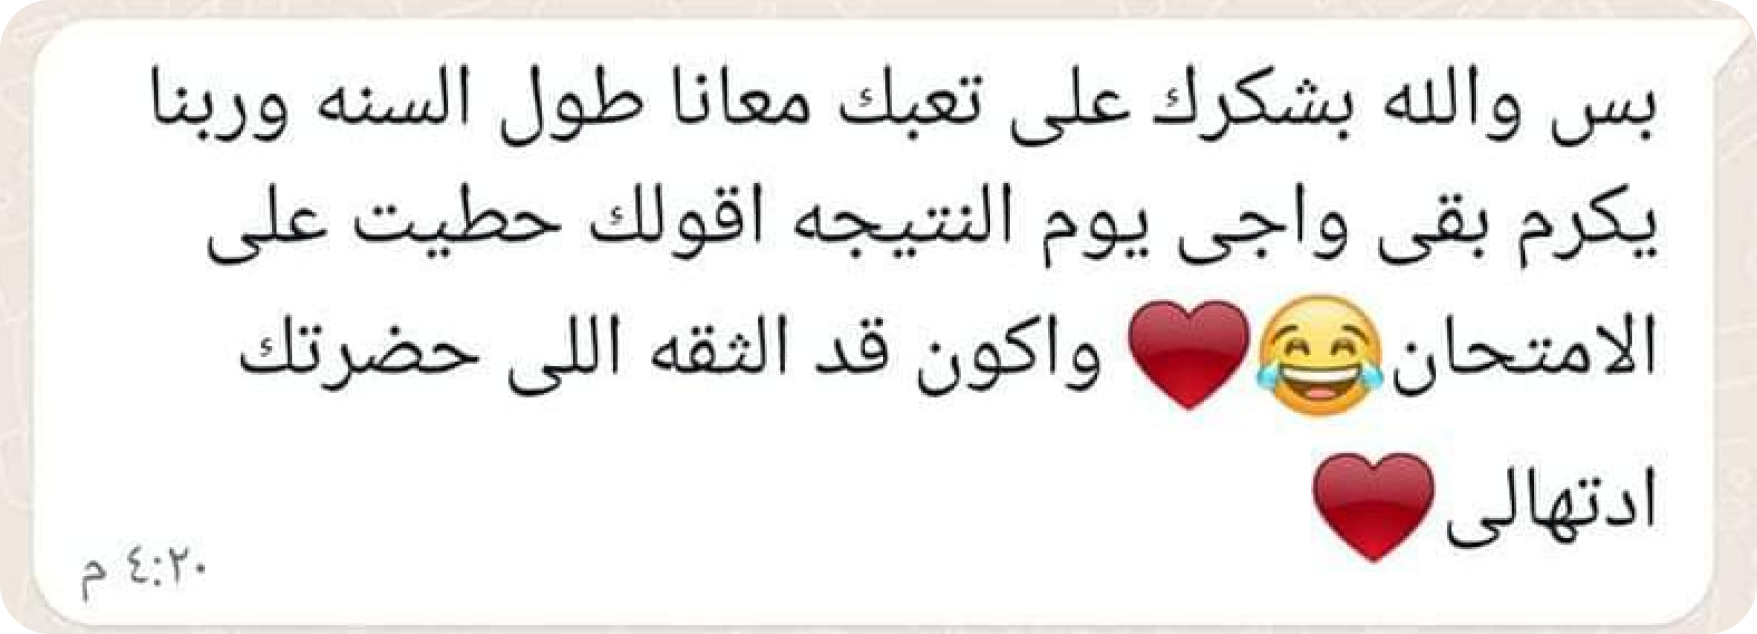 بس والله بشكرك على تعبك معانا طول السنه وربنا
يكرم بقى واجى يوم النتيجه اقولك حطيت على
الامتحان😂♥️ واكون قد الثقه اللى حضرتك
ادتهالى♥️
٤:٢٠ م